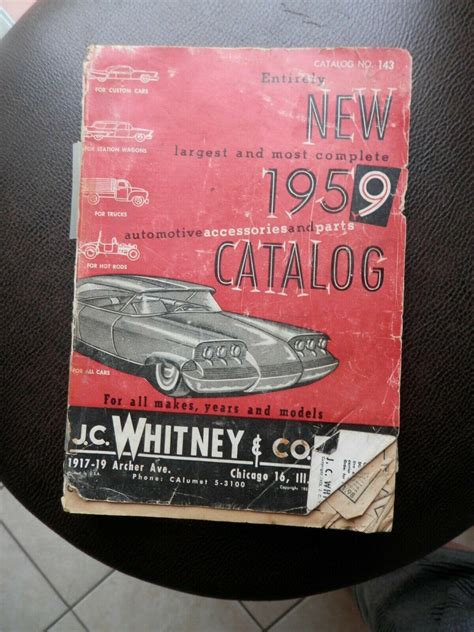 CATALOG NO. 143
Entirely
NEW
FOR CUSTOM CARS
largest and most complete
FOR STATION WAGONS
1959
FOR TRUCKS
automotive accessories and parts
CATALOG
FOR HOT RODS
FOR ALL CARS
For all makes, years and models
J.C. WHITNEY & CO.
1917-19 Archer Ave. Chicago 16, Ill.
Phone: CAlumet 5-3100
J. C. WH